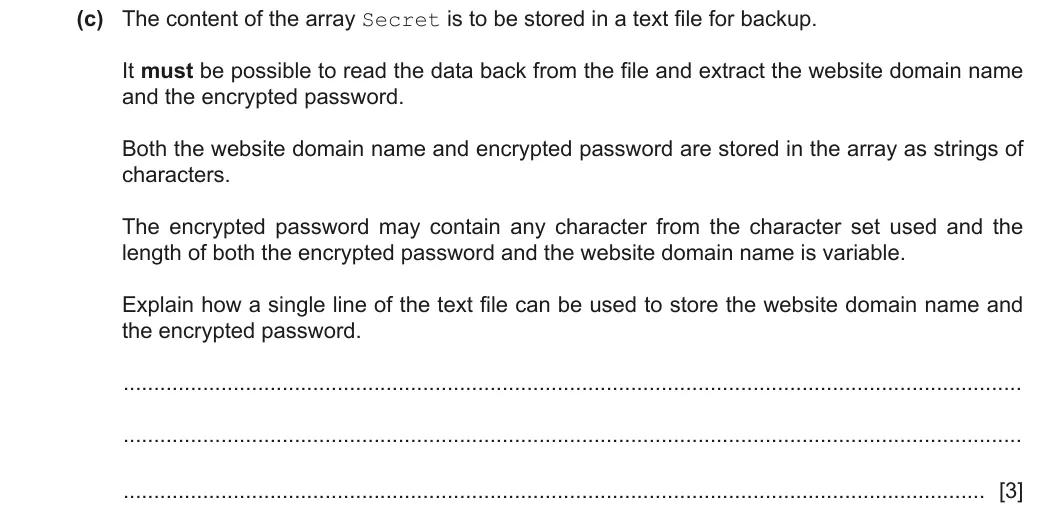 (c) The content of the array Secret is to be stored in a text file for backup.
It must be possible to read the data back from the file and extract the website domain name
and the encrypted password.
Both the website domain name and encrypted password are stored in the array as strings of
characters.
The encrypted password may contain any character from the character set used and the
length of both the encrypted password and the website domain name is variable.
Explain how a single line of the text file can be used to store the website domain name and
the encrypted password.
[3]